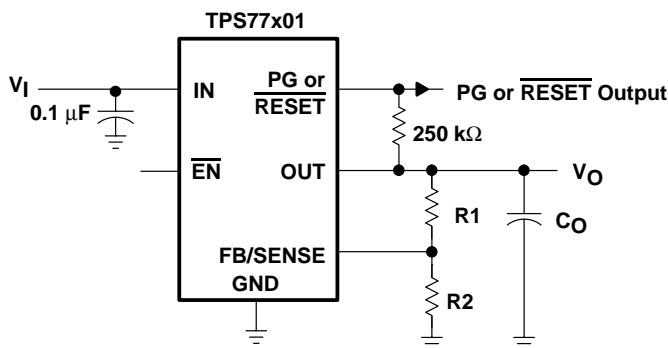 TPS77x01
VI
0.1 μF
IN
PG or
RESET
PG or RESET Output
250 kΩ
EN
OUT
VO
R1
CO
FB/SENSE
GND
R2